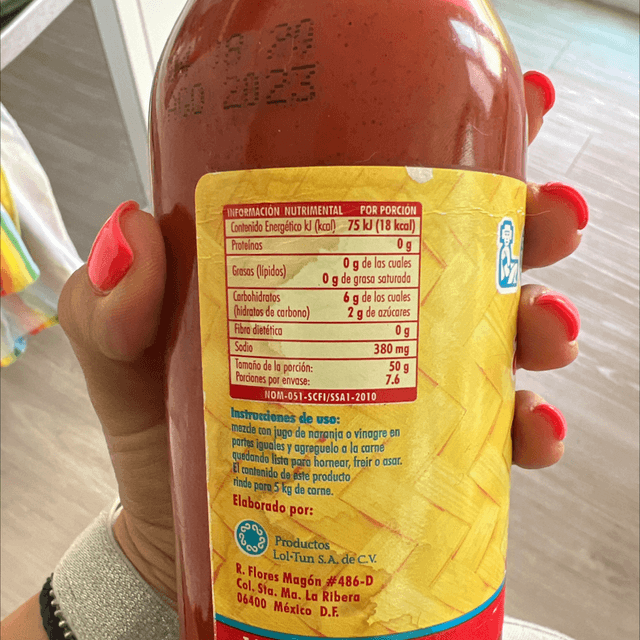 2023
INFORMACIÓN NUTRIMENTAL POR PORCIÓN
Contenido Energético kJ (kcal) 75 kJ (18 kcal)
Proteínas 0 g
Grasas (lípidos) 0 g de las cuales
0 g de grasa saturada
Carbohidratos 6 g de los cuales
(hidratos de carbono) 2 g de azúcares
Fibra dietética 0 g
Sodio 380 mg
Tamaño de la porción: 50 g
Porciones por envase: 7.6
NOM-051-SCFI/SSA1-2010
Instrucciones de uso:
mezcle con jugo de naranja o vinagre en
partes iguales y agreguelo a la carne
quedando lista para hornear, freír o asar.
El contenido de este producto
rinde para 5 kg de carne.
Elaborado por:
Productos
Lol-Tun S.A. de C.V.
R. Flores Magón #486-D
Col. Sta. Ma. La Ribera
06400 México D.F.